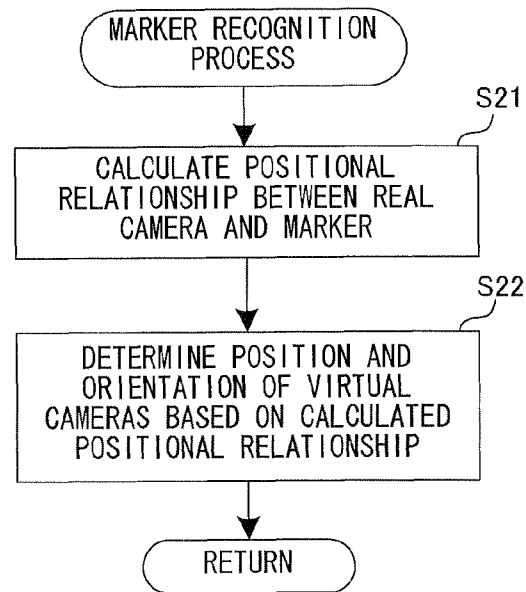 MARKER RECOGNITION
PROCESS
S21
CALCULATE POSITIONAL
RELATIONSHIP BETWEEN REAL
CAMERA AND MARKER
S22
DETERMINE POSITION AND
ORIENTATION OF VIRTUAL
CAMERAS BASED ON CALCULATED
POSITIONAL RELATIONSHIP
RETURN